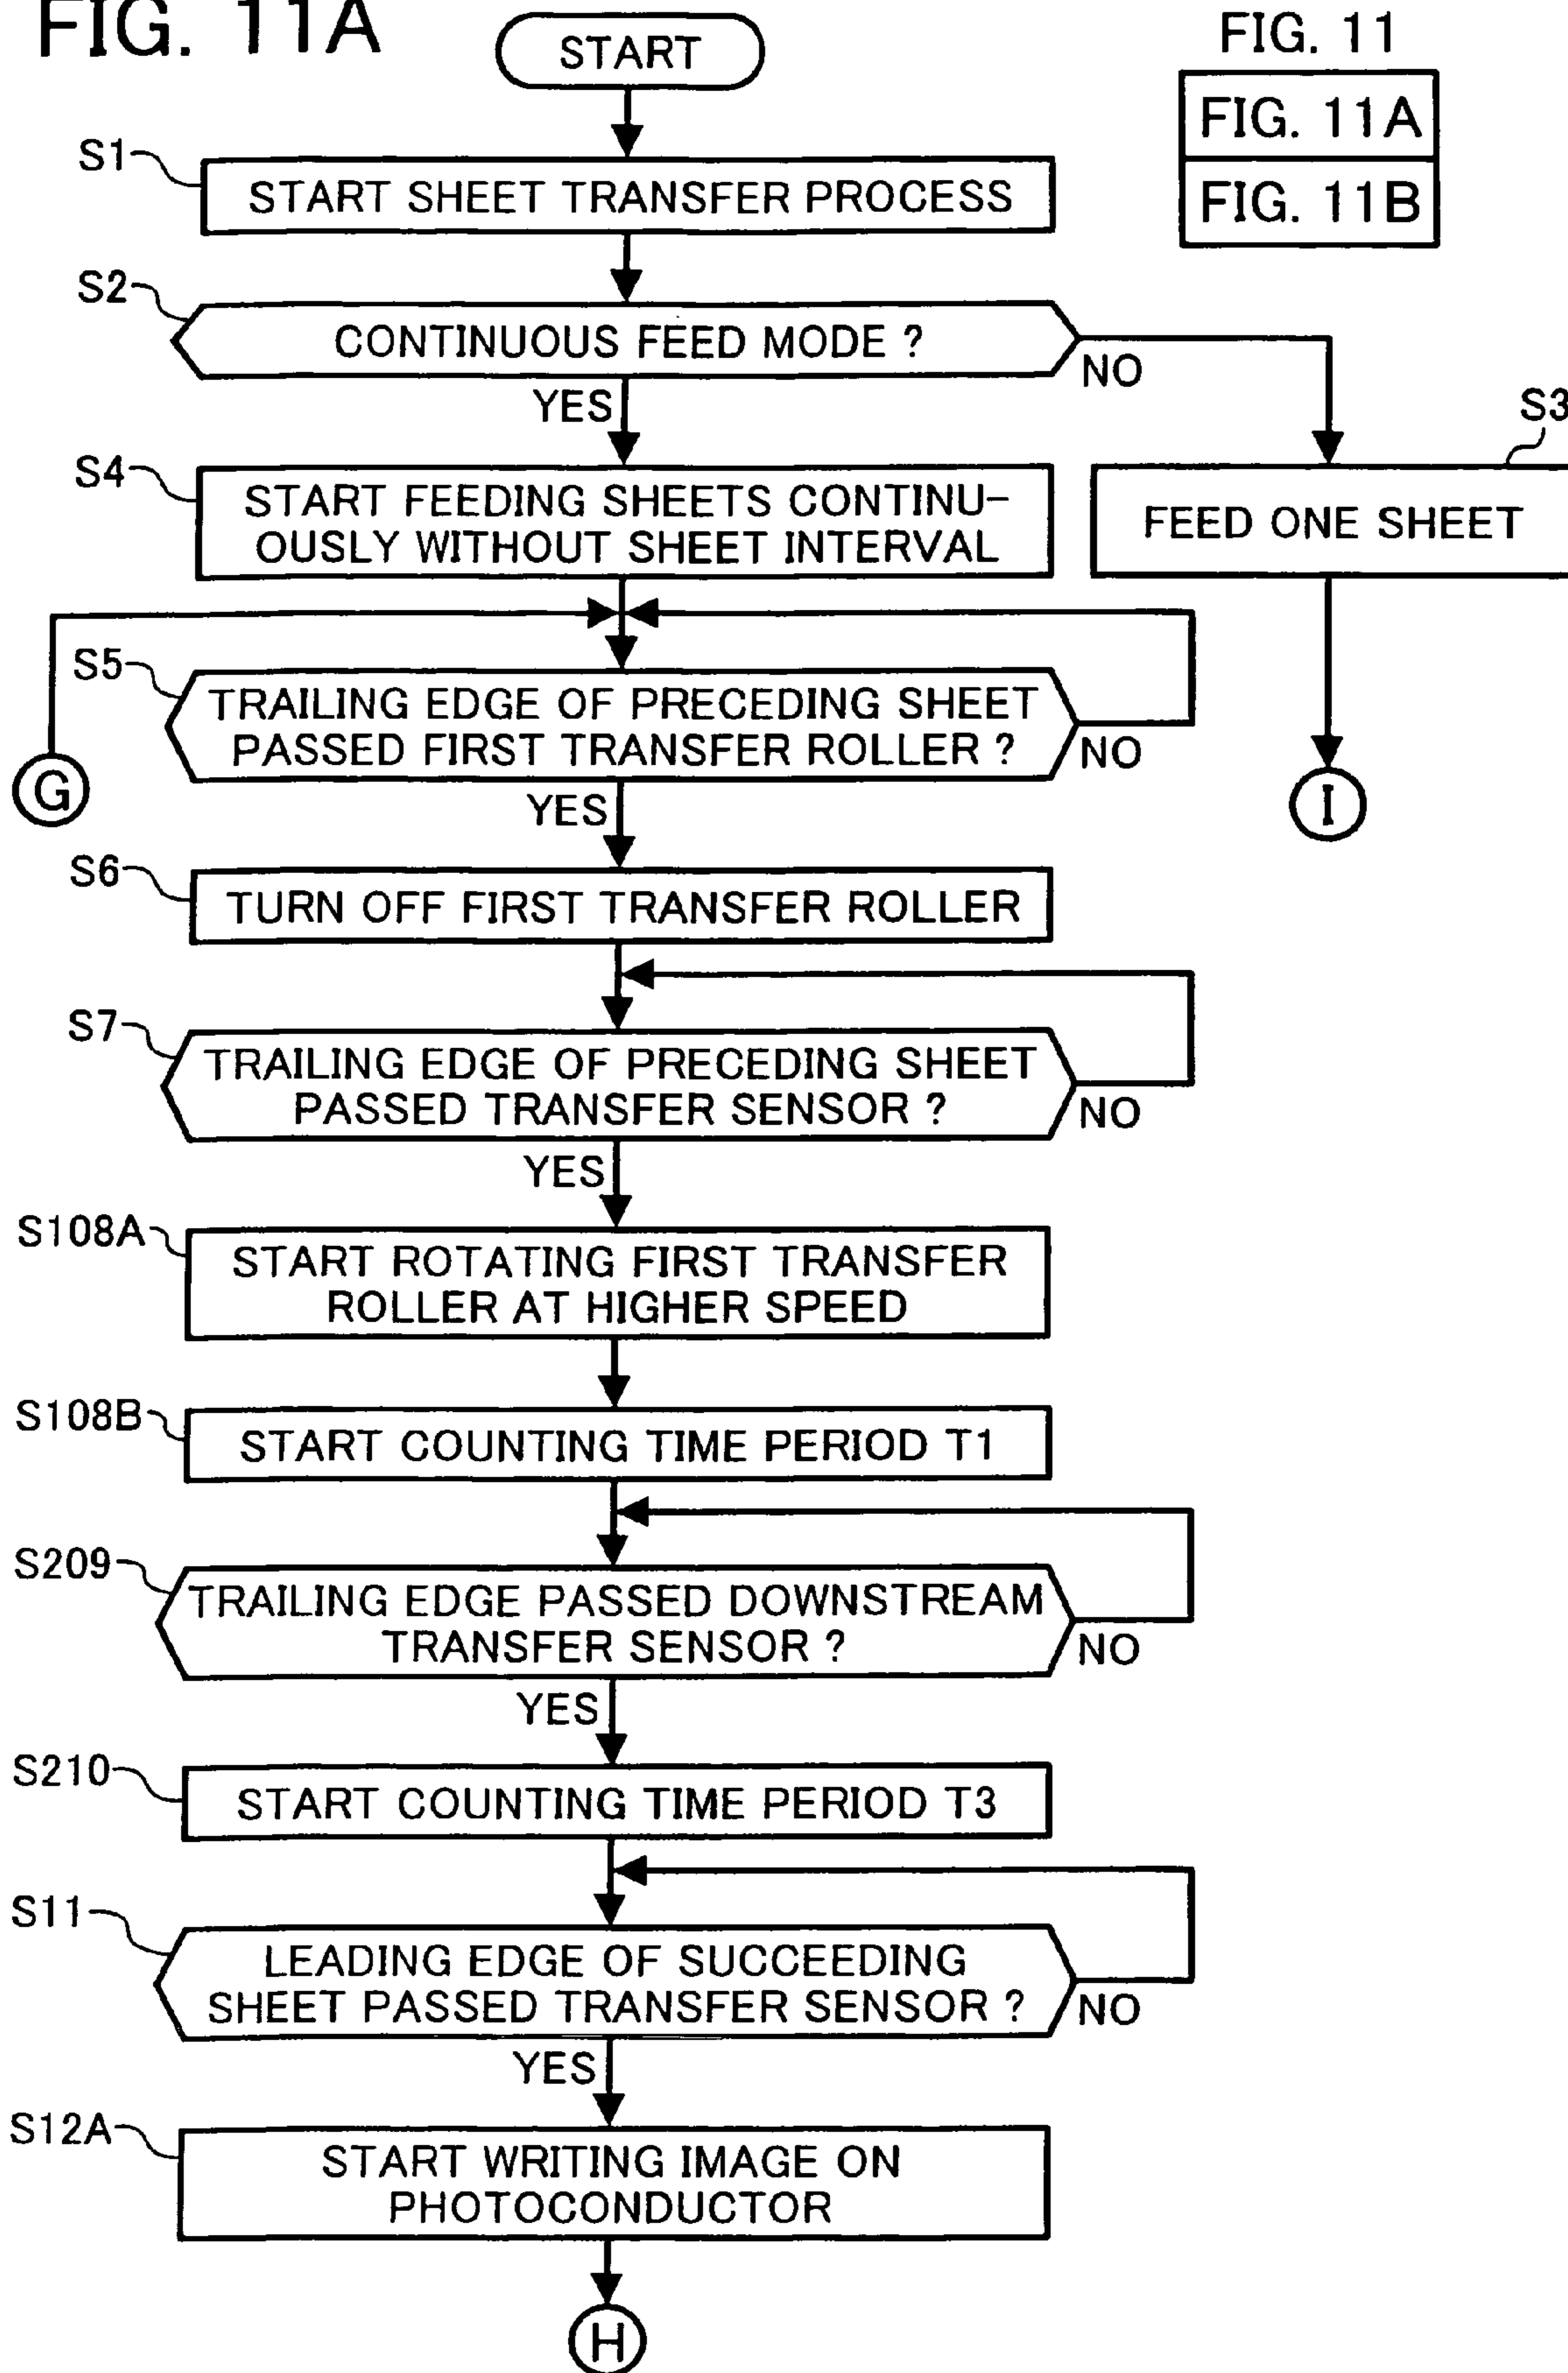 FIG. 11A
START
FIG. 11
FIG. 11A
FIG. 11B
S1
START SHEET TRANSFER PROCESS
S2
CONTINUOUS FEED MODE ?
NO
YES
S3
FEED ONE SHEET
S4
START FEEDING SHEETS CONTINU-
OUSLY WITHOUT SHEET INTERVAL
S5
TRAILING EDGE OF PRECEDING SHEET
PASSED FIRST TRANSFER ROLLER ?
NO
G
I
YES
S6
TURN OFF FIRST TRANSFER ROLLER
S7
TRAILING EDGE OF PRECEDING SHEET
PASSED TRANSFER SENSOR ?
NO
YES
S108A
START ROTATING FIRST TRANSFER
ROLLER AT HIGHER SPEED
S108B
START COUNTING TIME PERIOD T1
S209
TRAILING EDGE PASSED DOWNSTREAM
TRANSFER SENSOR ?
NO
YES
S210
START COUNTING TIME PERIOD T3
S11
LEADING EDGE OF SUCCEEDING
SHEET PASSED TRANSFER SENSOR ?
NO
YES
S12A
START WRITING IMAGE ON
PHOTOCONDUCTOR
H